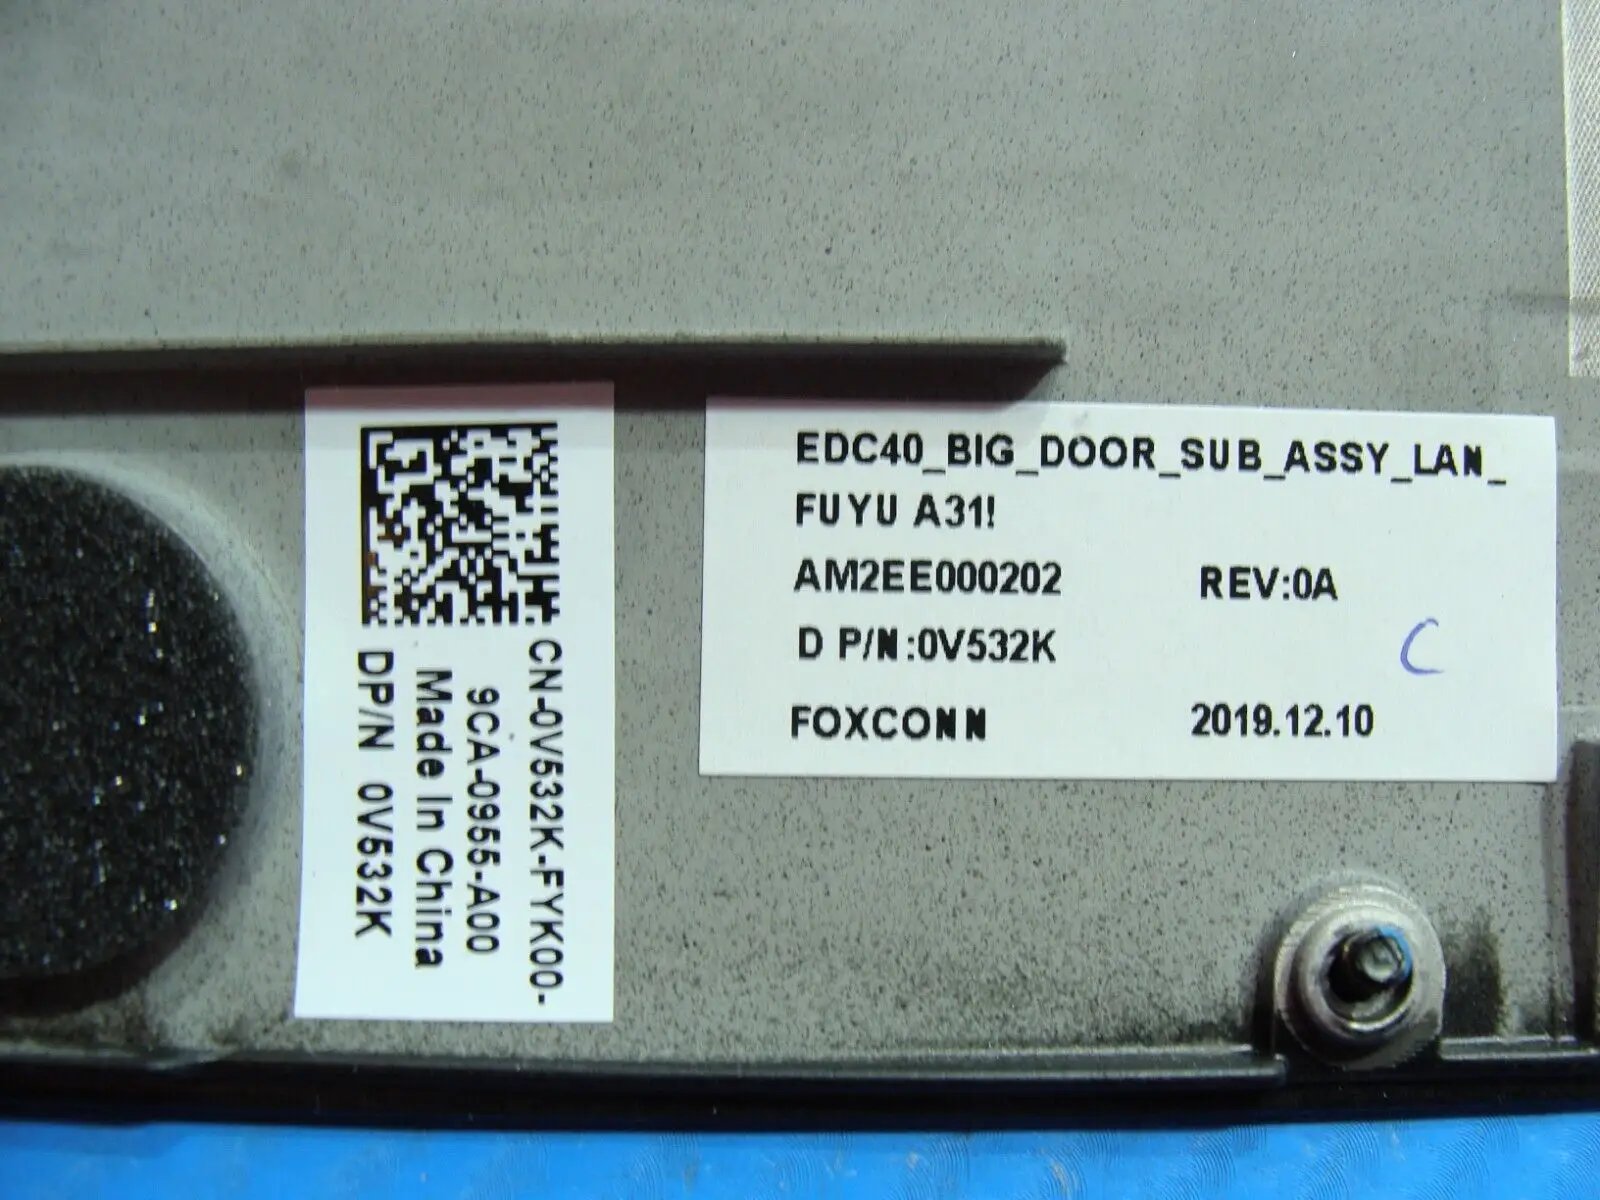 CN-0V532K-FYK00-
9CA-0955-A00
Made In China
DP/N 0V532K
EDC40_BIG_DOOR_SUB_ASSY_LAN_
FUYU A31!
AM2EE000202 REV:0A
D P/N:0V532K
C
FOXCONN 2019.12.10